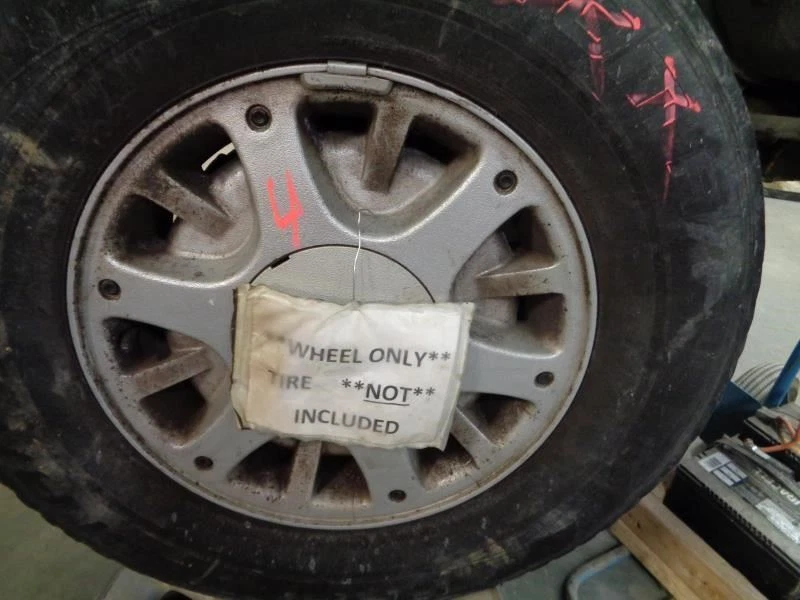 **WHEEL ONLY**
TIRE **NOT**
INCLUDED